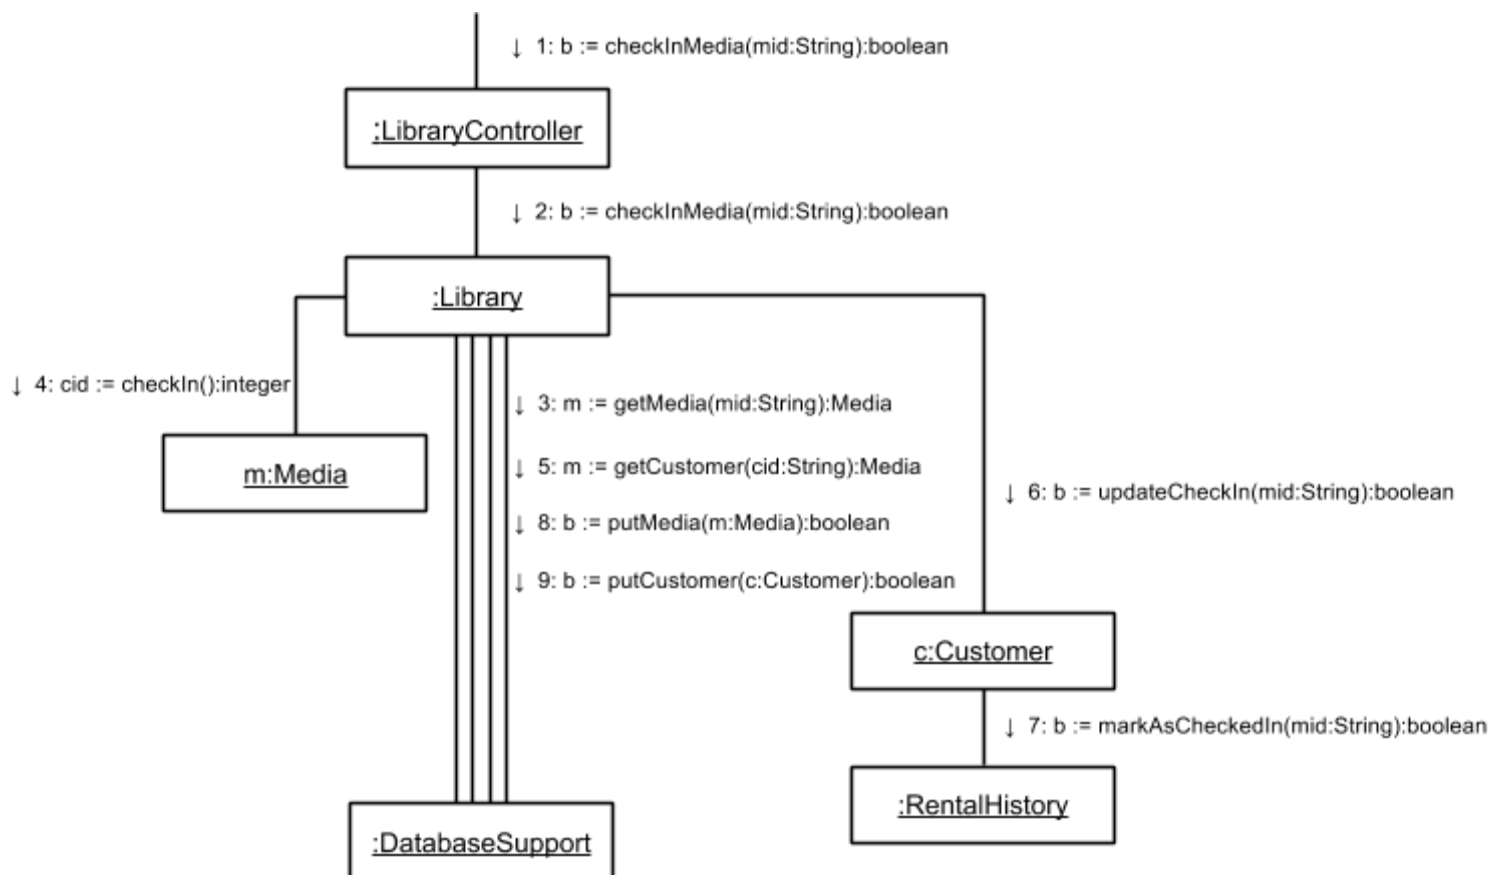 ↓ 1: b := checkInMedia(mid:String):boolean
:LibraryController
↓ 2: b := checkInMedia(mid:String):boolean
:Library
↓ 4: cid := checkIn():integer
↓ 3: m := getMedia(mid:String):Media
m:Media
↓ 5: m := getCustomer(cid:String):Media
↓ 6: b := updateCheckIn(mid:String):boolean
↓ 8: b := putMedia(m:Media):boolean
↓ 9: b := putCustomer(c:Customer):boolean
c:Customer
↓ 7: b := markAsCheckedIn(mid:String):boolean
:RentalHistory
:DatabaseSupport